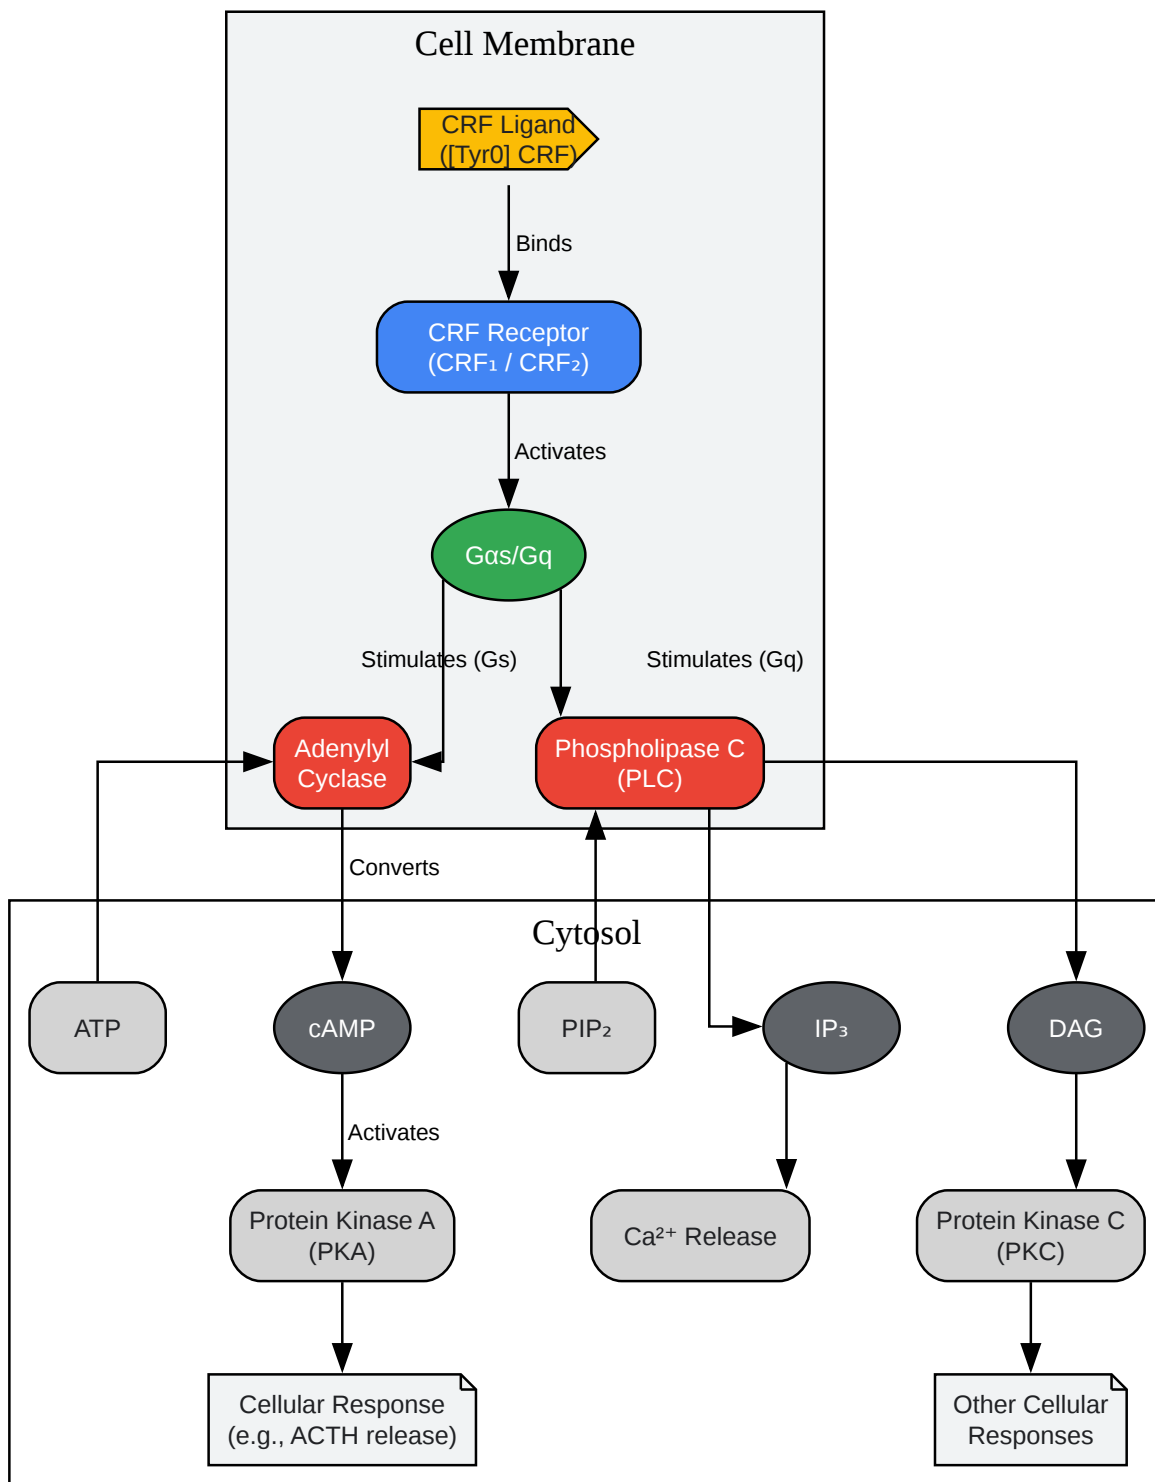 Cell Membrane
CRF Ligand
([Tyr0] CRF)
Binds
CRF Receptor
(CRF₁ / CRF₂)
Activates
Gαs/Gq
Stimulates (Gs)
Stimulates (Gq)
Adenylyl
Cyclase
Phospholipase C
(PLC)
Converts
Cytosol
ATP
cAMP
PIP₂
IP₃
DAG
Activates
Protein Kinase A
(PKA)
Ca²⁺ Release
Protein Kinase C
(PKC)
Cellular Response
(e.g., ACTH release)
Other Cellular
Responses